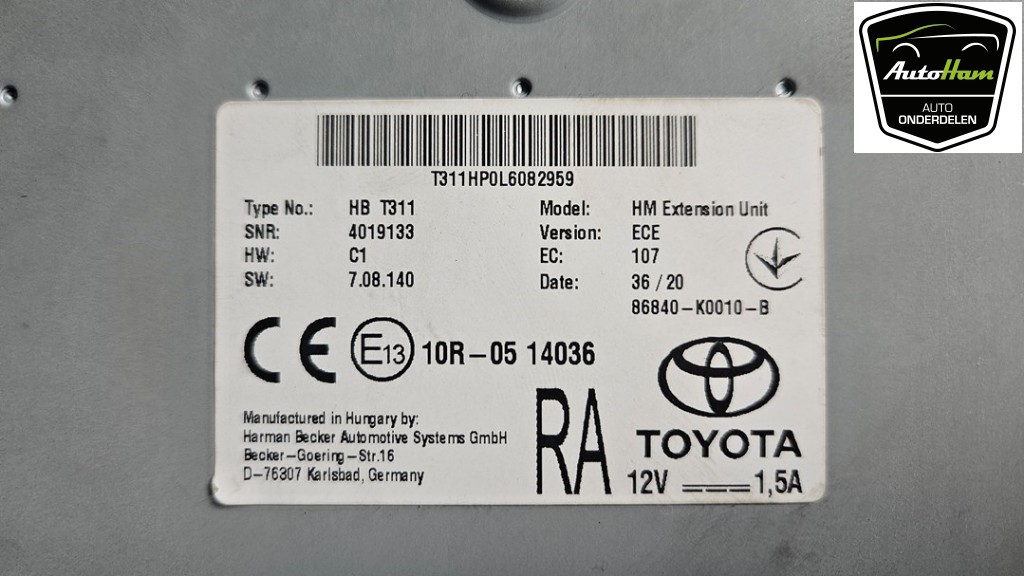 AutoHam
AUTO
ONDERDELEN
T311HP0L6082959
Type No.: HB T311
SNR: 4019133
HW: C1
SW: 7.08.140
Model: HM Extension Unit
Version: ECE
EC: 107
Date: 36 / 20
86840-K0010-B
CE E13 10R-05 14036
Manufactured in Hungary by:
Harman Becker Automotive Systems GmbH
Becker-Goering-Str.16
D-76307 Karlsbad, Germany
RA
TOYOTA
12V 1,5A